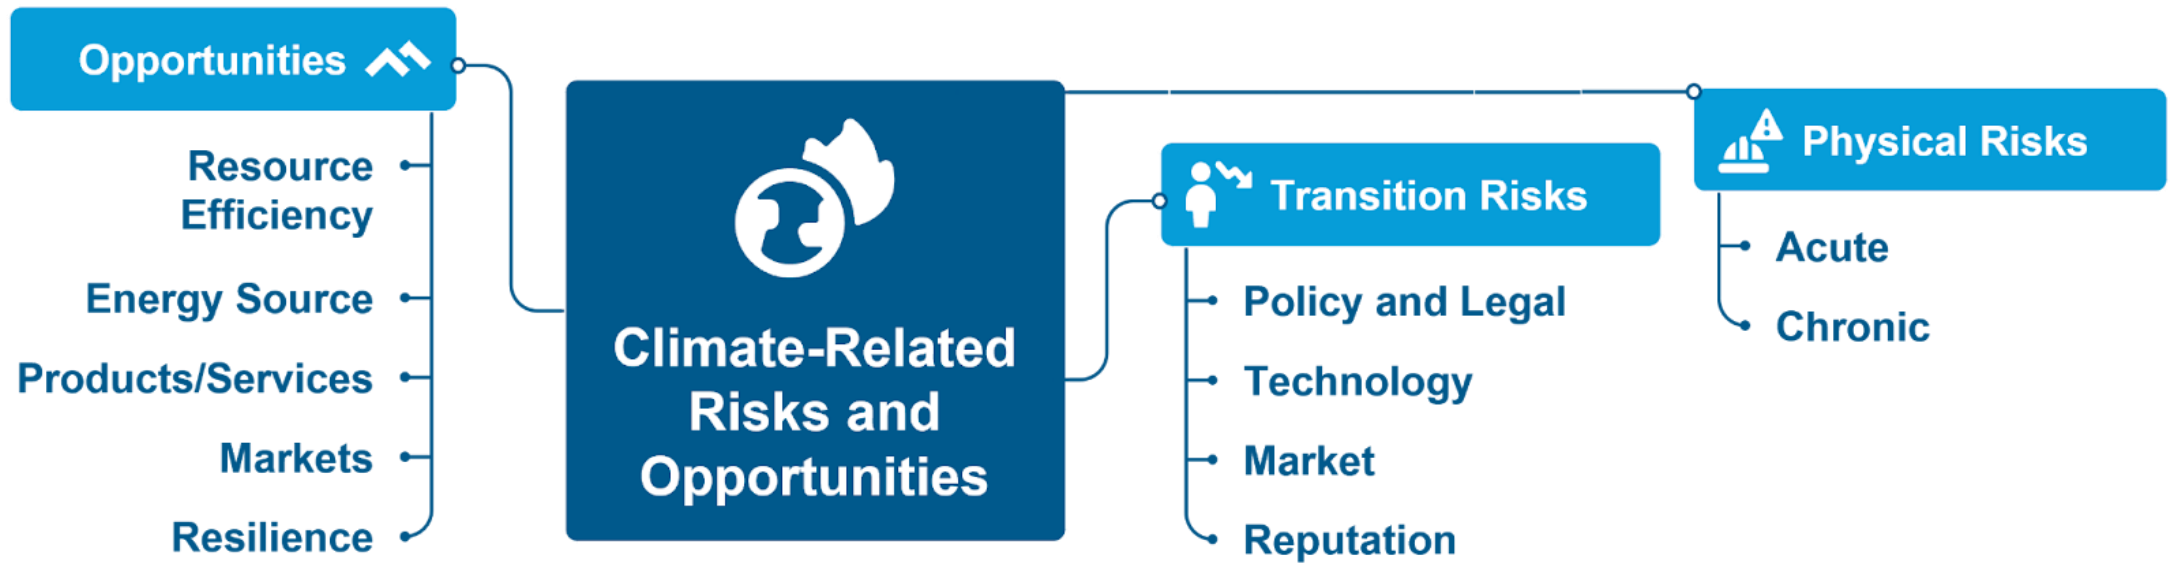 Opportunities
Resource
Efficiency
Energy Source
Products/Services
Markets
Resilience
Climate-Related
Risks and
Opportunities
Transition Risks
Policy and Legal
Technology
Market
Reputation
Physical Risks
Acute
Chronic